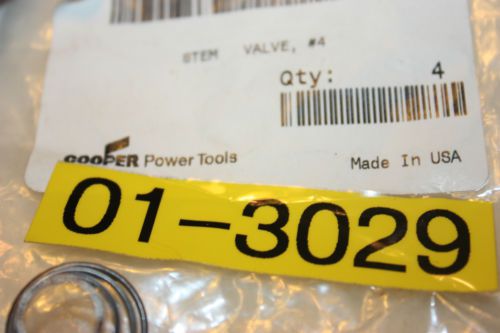 STEM VALVE, #4
Qty: 4
COOPER Power Tools
Made In USA
01-3029